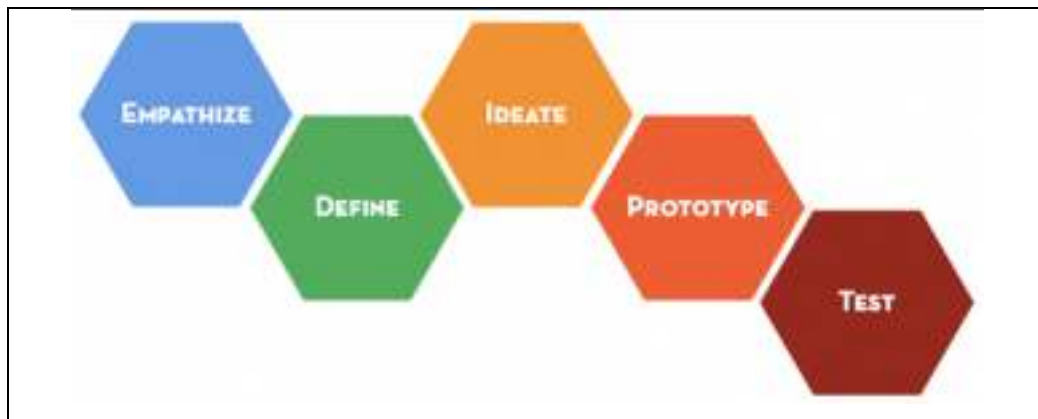 EMPATHIZE
DEFINE
IDEATE
PROTOTYPE
TEST